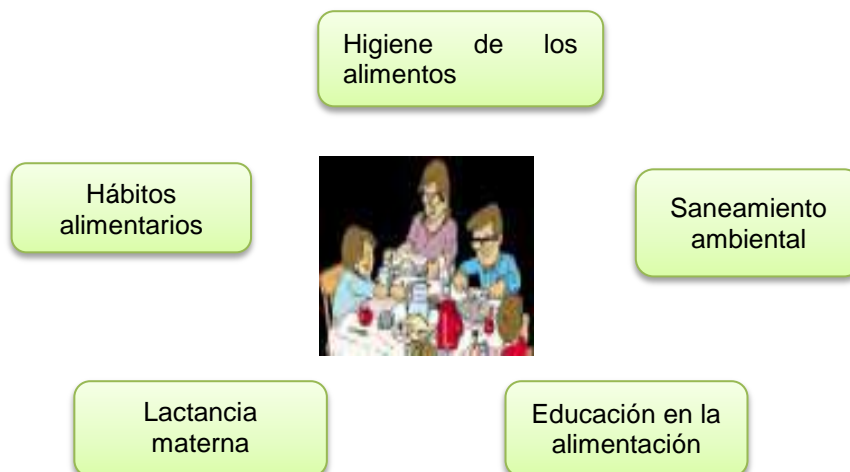 Higiene de los
alimentos
Hábitos
alimentarios
Saneamiento
ambiental
Lactancia
materna
Educación en la
alimentación